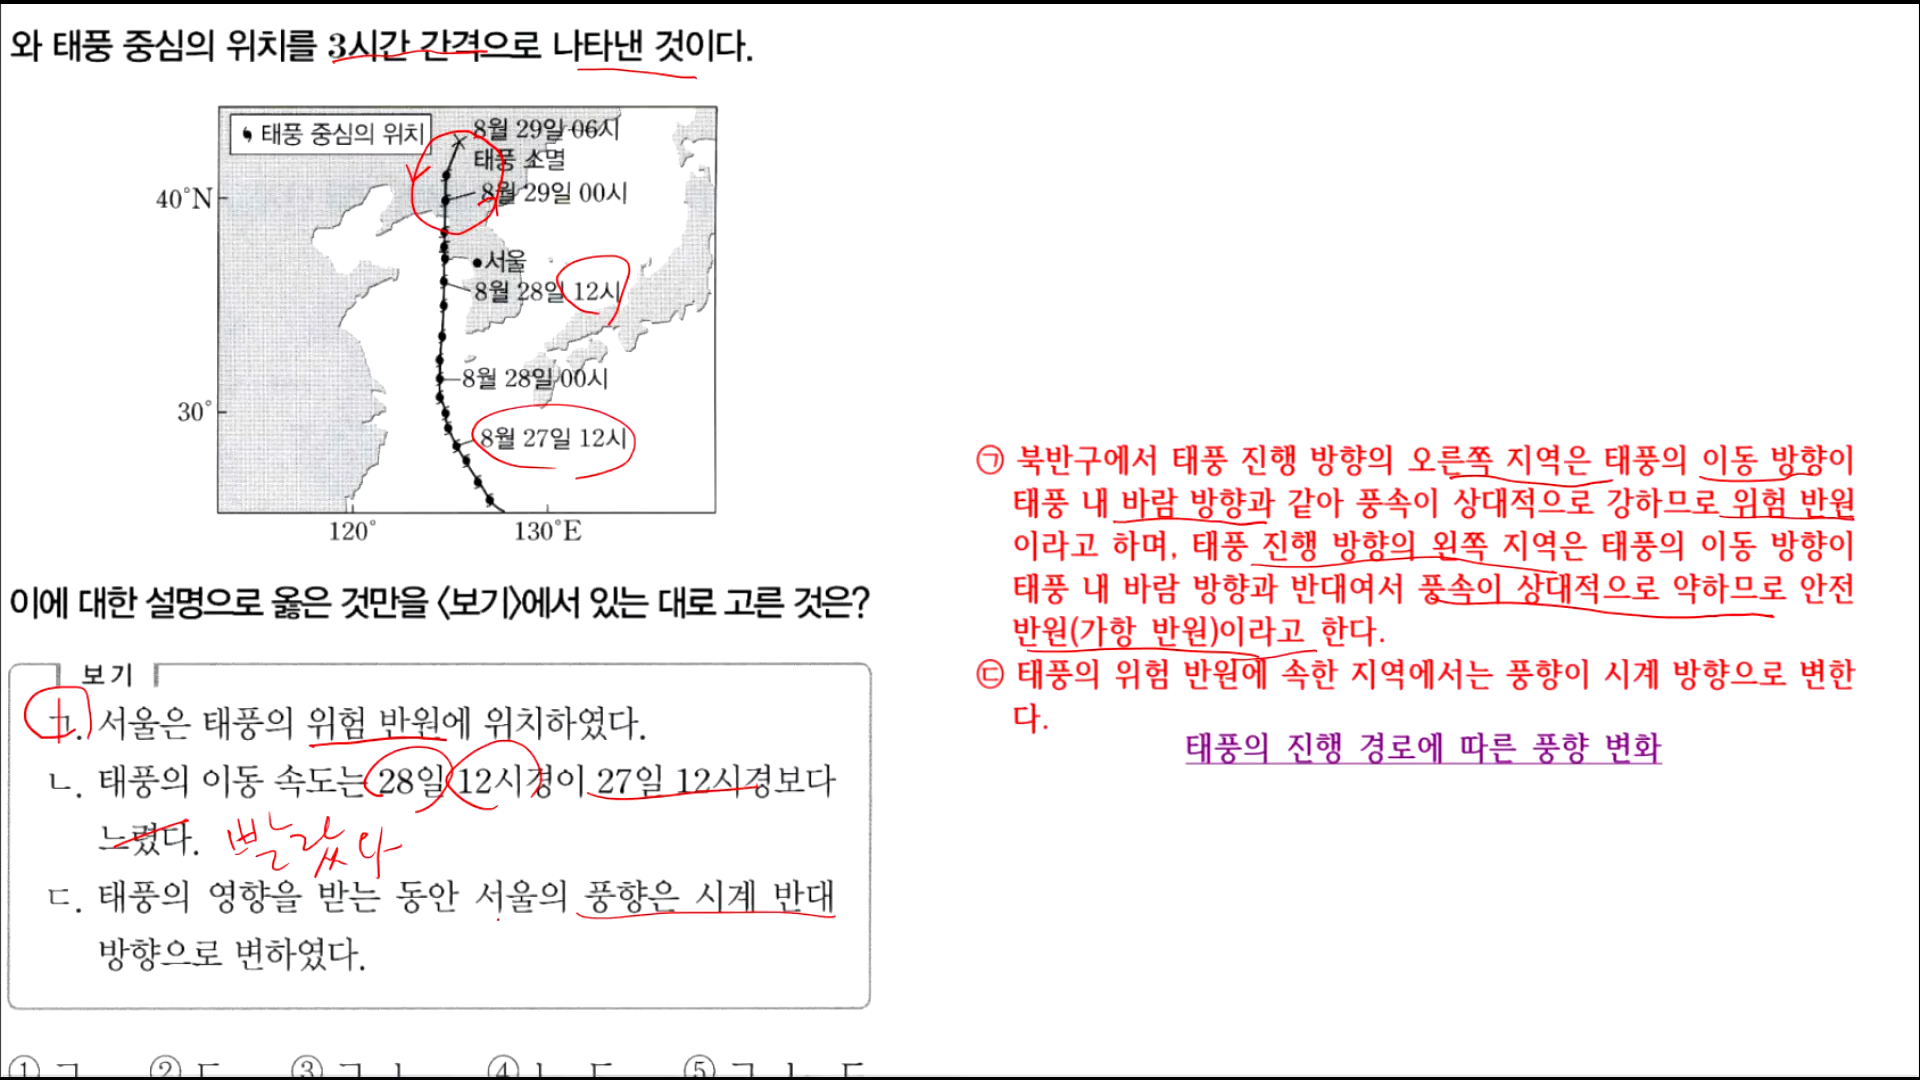 와 태풍 중심의 위치를 3시간 간격으로 나타낸 것이다.
태풍 중심의 위치
8월 29일 06시
태풍 소멸
8월 29일 00시
40°N
서울
8월 28일 12시
8월 28일 00시
30°
8월 27일 12시
120°
130°E
이에 대한 설명으로 옳은 것만을 <보기>에서 있는 대로 고른 것은?
보기
ㄱ. 서울은 태풍의 위험 반원에 위치하였다.
ㄴ. 태풍의 이동 속도는 28일 12시경이 27일 12시경보다
느렸다. 빨랐다
ㄷ. 태풍의 영향을 받는 동안 서울의 풍향은 시계 반대
방향으로 변하였다.
① ㄱ ② ㄷ ③ ㄱ ④ ⑤ ㄱ
㉠ 북반구에서 태풍 진행 방향의 오른쪽 지역은 태풍의 이동 방향이
태풍 내 바람 방향과 같아 풍속이 상대적으로 강하므로 위험 반원
이라고 하며, 태풍 진행 방향의 왼쪽 지역은 태풍의 이동 방향이
태풍 내 바람 방향과 반대여서 풍속이 상대적으로 약하므로 안전
반원(가항 반원)이라고 한다.
㉢ 태풍의 위험 반원에 속한 지역에서는 풍향이 시계 방향으로 변한
다.
태풍의 진행 경로에 따른 풍향 변화